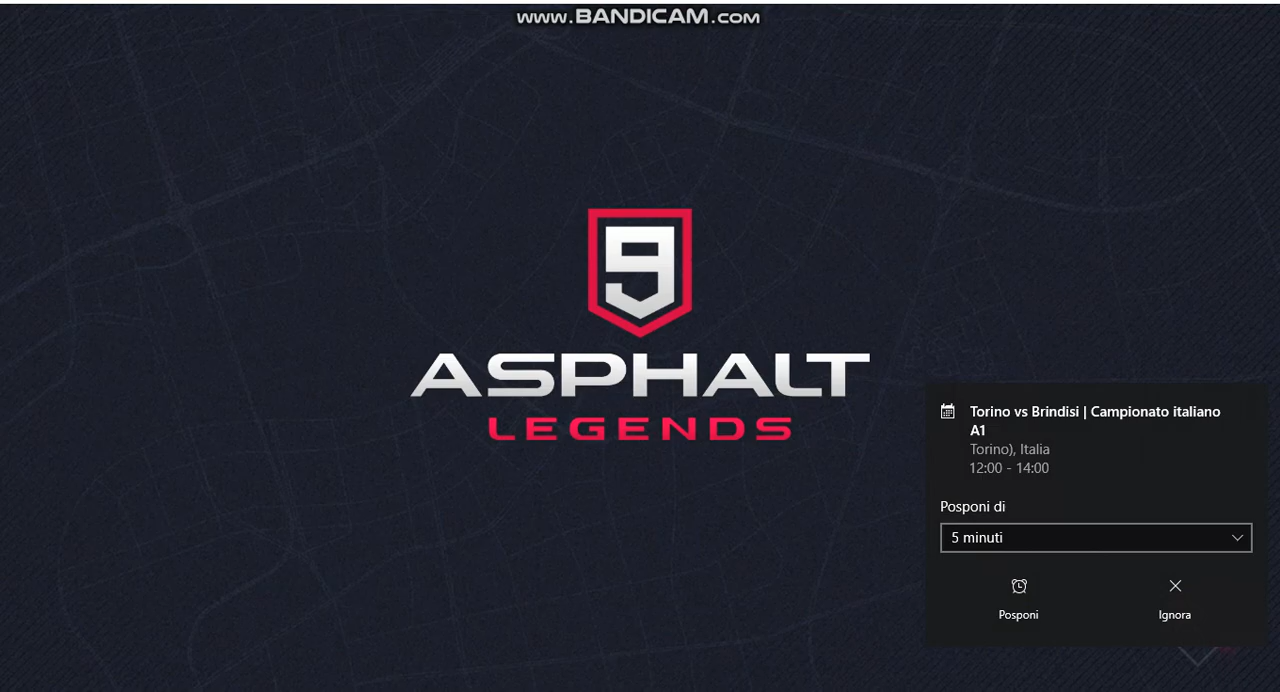 www.BANDICAM.com
9
ASPHALT
LEGENDS
Torino vs Brindisi | Campionato italiano
A1
Torino), Italia
12:00 - 14:00
Posponi di
5 minuti
Posponi
Ignora